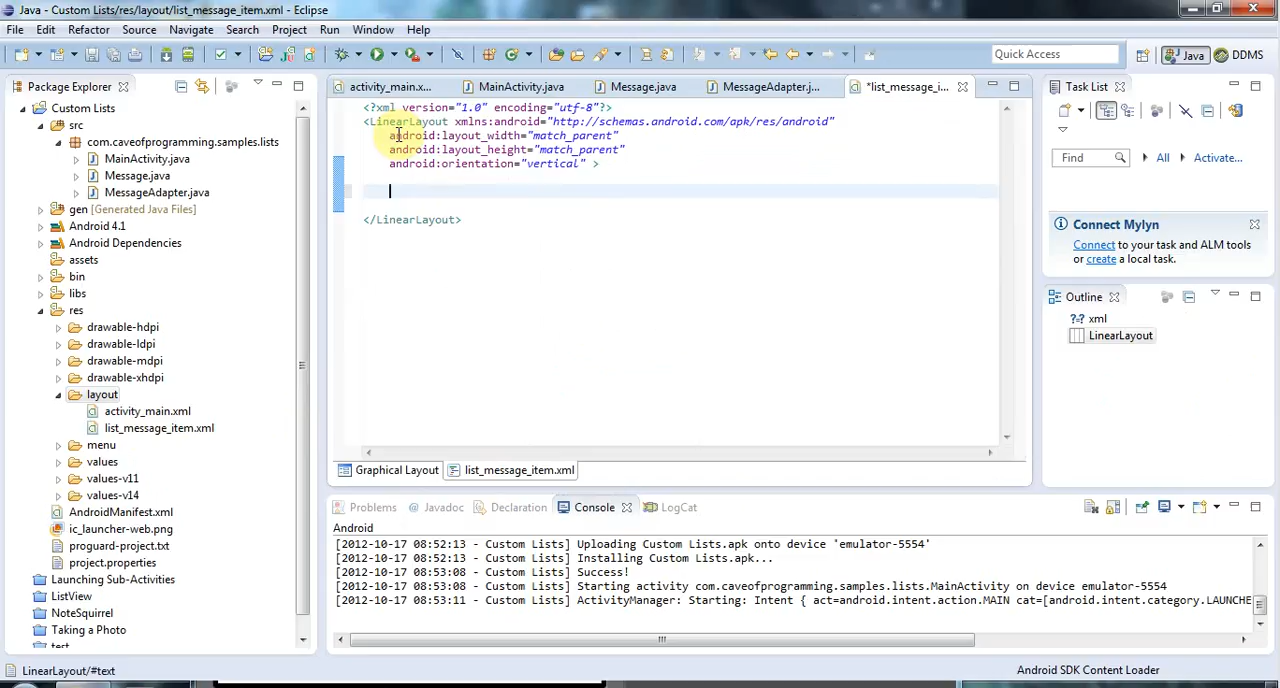 Java - Custom Lists/res/layout/list_message_item.xml - Eclipse
File Edit Refactor Source Navigate Search Project Run Window Help
Quick Access
Java
DDMS
Package Explorer
Custom Lists
src
com.caveofprogramming.samples.lists
MainActivity.java
Message.java
MessageAdapter.java
gen [Generated Java Files]
Android 4.1
Android Dependencies
assets
bin
libs
res
drawable-hdpi
drawable-ldpi
drawable-mdpi
drawable-xhdpi
layout
activity_main.xml
list_message_item.xml
menu
values
values-v11
values-v14
AndroidManifest.xml
ic_launcher-web.png
proguard-project.txt
project.properties
Launching Sub-Activities
ListView
NoteSquirrel
Taking a Photo
test
activity_main.x... MainActivity.java Message.java MessageAdapter.j... *list_message_i...
<?xml version="1.0" encoding="utf-8"?>
<LinearLayout xmlns:android="http://schemas.android.com/apk/res/android"
android:layout_width="match_parent"
android:layout_height="match_parent"
android:orientation="vertical" >
</LinearLayout>
Graphical Layout list_message_item.xml
Task List
Find All Activate...
Connect Mylyn
Connect to your task and ALM tools
or create a local task.
Outline
xml
LinearLayout
Problems Javadoc Declaration Console LogCat
Android
[2012-10-17 08:52:13 - Custom Lists] Uploading Custom Lists.apk onto device 'emulator-5554'
[2012-10-17 08:52:13 - Custom Lists] Installing Custom Lists.apk...
[2012-10-17 08:53:08 - Custom Lists] Success!
[2012-10-17 08:53:08 - Custom Lists] Starting activity com.caveofprogramming.samples.lists.MainActivity on device emulator-5554
[2012-10-17 08:53:11 - Custom Lists] ActivityManager: Starting: Intent { act=android.intent.action.MAIN cat=[android.intent.category.LAUNCHE
LinearLayout/#text
Android SDK Content Loader